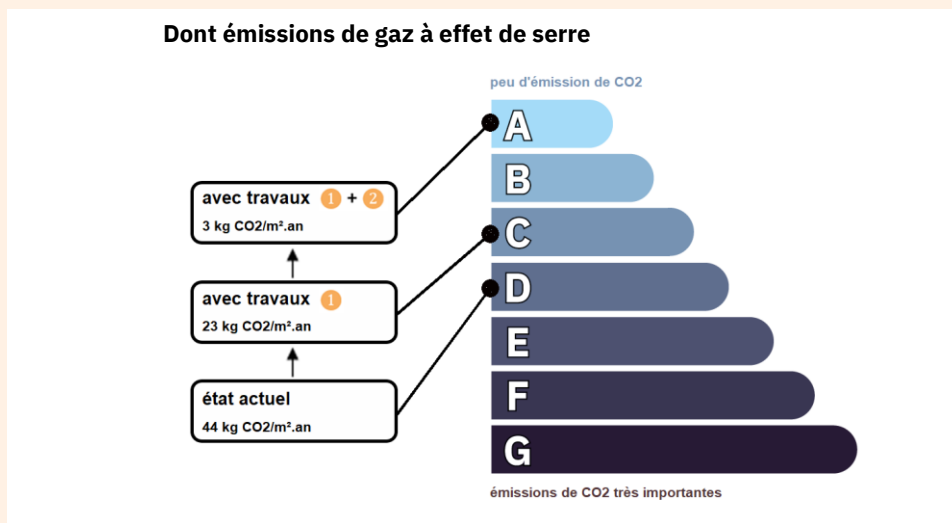 Dont émissions de gaz à effet de serre
peu d'émission de CO2
A
B
C
D
E
F
G
émissions de CO2 très importantes
avec travaux 1 + 2
3 kg CO2/m².an
avec travaux 1
23 kg CO2/m².an
état actuel
44 kg CO2/m².an